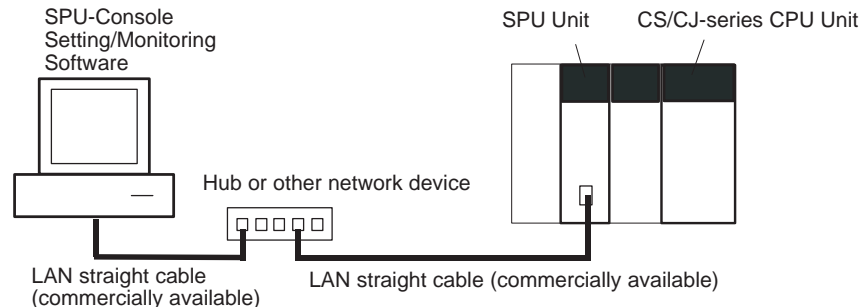 SPU-Console
Setting/Monitoring
Software
SPU Unit
CS/CJ-series CPU Unit
Hub or other network device
LAN straight cable
(commercially available)
LAN straight cable (commercially available)